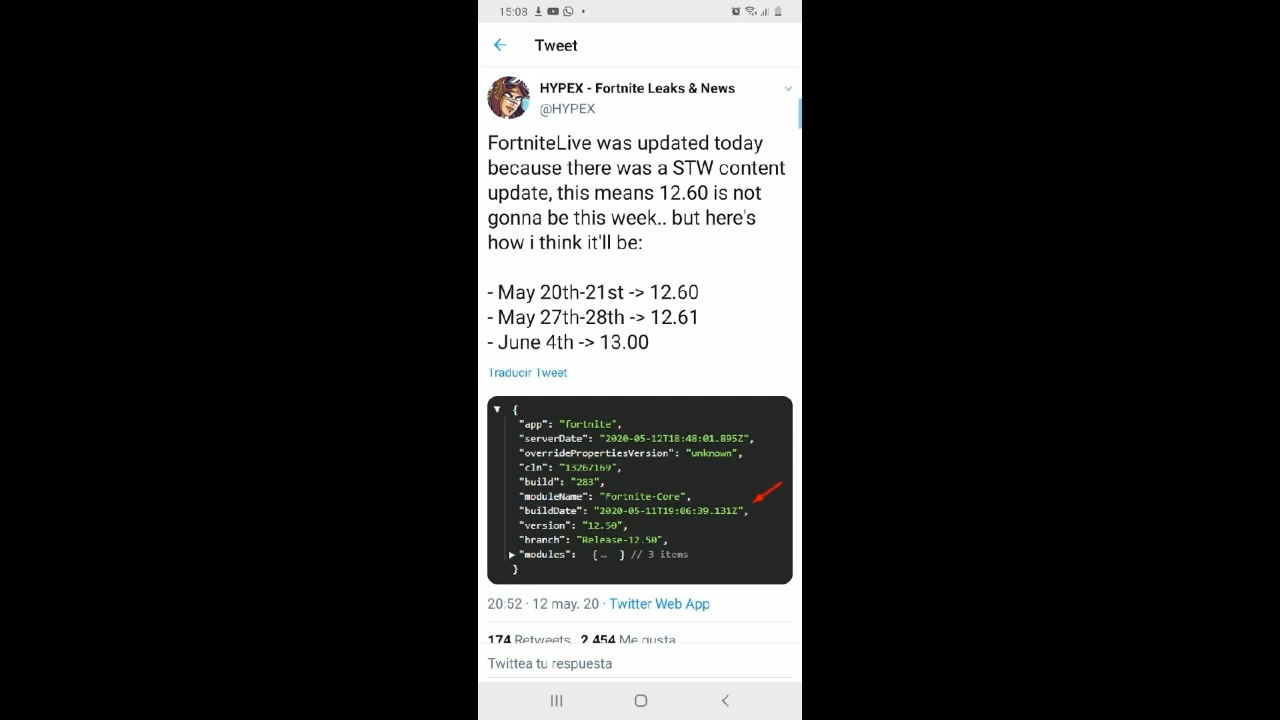 15:08
Tweet
HYPEX - Fortnite Leaks & News
@HYPEX
FortniteLive was updated today
because there was a STW content
update, this means 12.60 is not
gonna be this week.. but here's
how i think it'll be:
- May 20th-21st -> 12.60
- May 27th-28th -> 12.61
- June 4th -> 13.00
Traducir Tweet
{
"app": "fortnite",
"serverDate": "2020-05-12T18:48:01.895Z",
"overridePropertiesVersion": "unknown",
"cln": "13267169",
"build": "283",
"moduleName": "Fortnite-Core",
"buildDate": "2020-05-11T19:06:39.131Z",
"version": "12.50",
"branch": "Release-12.50",
"modules": {… } // 3 items
}
20:52 · 12 may. 20 · Twitter Web App
174 Retweets 2.454 Me gusta
Twittea tu respuesta